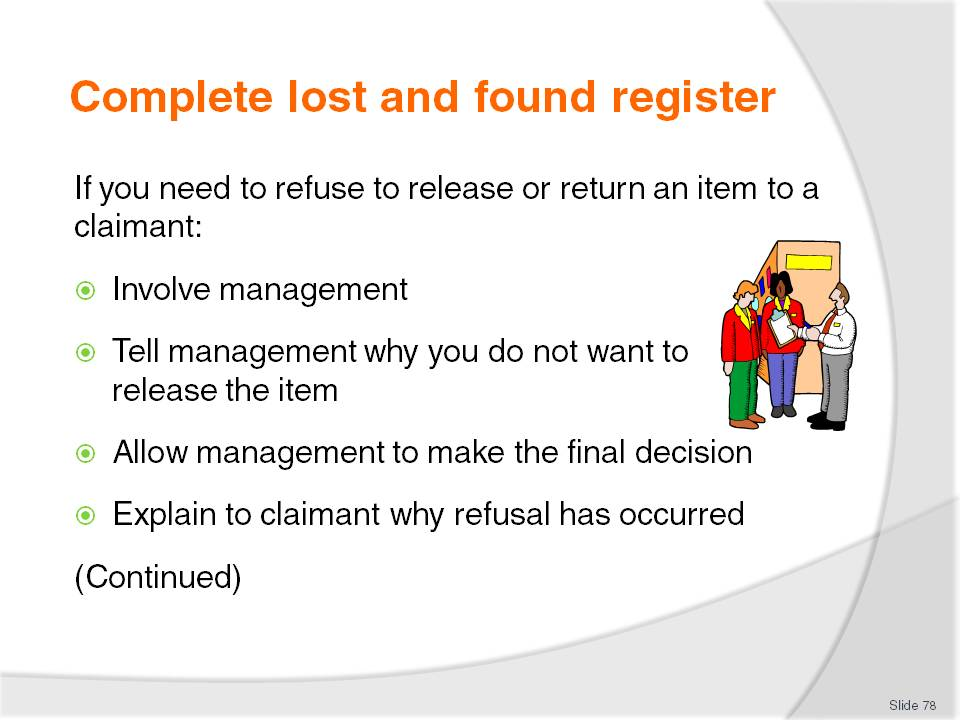 Complete lost and found register
If you need to refuse to release or return an item to a
claimant:
Involve management
Tell management why you do not want to
release the item
Allow management to make the final decision
Explain to claimant why refusal has occurred
(Continued)
Slide 78